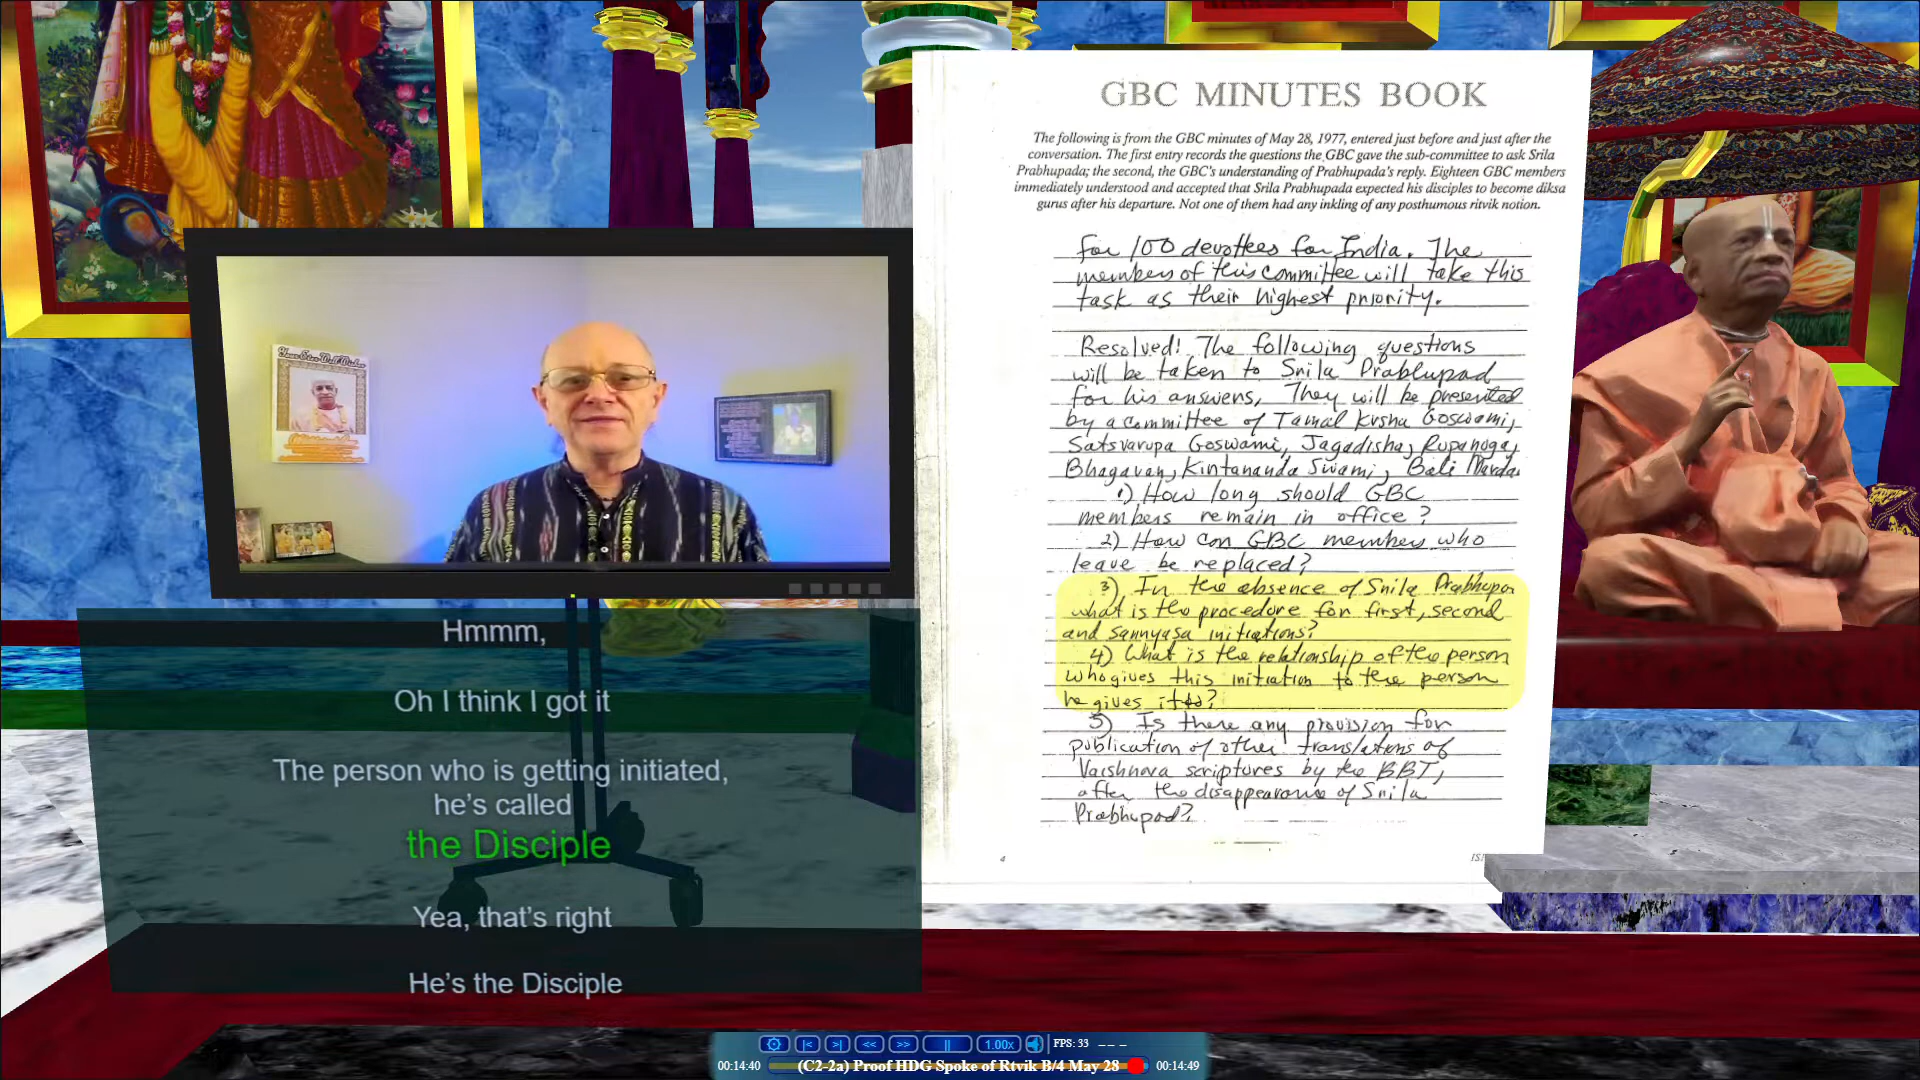 GBC MINUTES BOOK
The following is from the GBC minutes of May 28, 1977, entered just before and just after the
conversation. The first entry records the questions the GBC gave the sub-committee to ask Srila
Prabhupada; the second, the GBC's understanding of Prabhupada's reply. Eighteen GBC members
immediately understood and accepted that Srila Prabhupada expected his disciples to become diksa
gurus after his departure. Not one of them had any inkling of any posthumous ritvik notion.
for 100 devottees for India. The
members of this committee will take this
task as their highest priority.
Resolved! The following questions
will be taken to Srila Prabhupad
for his answers, They will be presented
by a committee of Tamal Krsna Goswami,
Satsvarupa Goswami, Jagadisha, Rupanoga,
Bhagavan, Kirtananda Swami, Bali Marda
1) How long should GBC
members remain in office?
2) How can GBC members who
leave be replaced?
3), In the absence of Srila Prabhupa
what is the procedure for first, second
and sannyasa initiations?
4) What is the relationship of the person
who gives this initiation to the person
he gives it to?
5) Is there any provision for
publication of other translations of
Vaishnava scriptures by the BBT,
after the disappearance of Srila
Prabhupad?
4
Your Ever Well Wisher
Hmmm,
Oh I think I got it
The person who is getting initiated,
he's called
the Disciple
Yea, that's right
He's the Disciple
|< >| << >> || 1.00x FPS: 33 - - -
00:14:40 (C2-2a) Proof HDG Spoke of Rtvik B/4 May 28 00:14:49